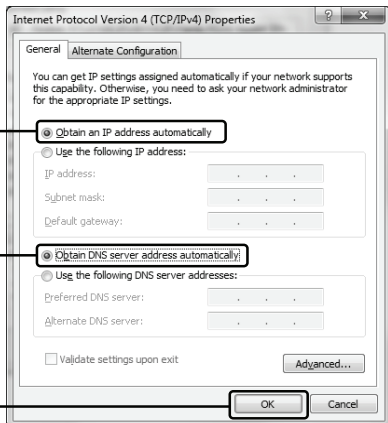 Internet Protocol Version 4 (TCP/IPv4) Properties
General Alternate Configuration
You can get IP settings assigned automatically if your network supports
this capability. Otherwise, you need to ask your network administrator
for the appropriate IP settings.
Obtain an IP address automatically
Use the following IP address:
IP address:
Subnet mask:
Default gateway:
Obtain DNS server address automatically
Use the following DNS server addresses:
Preferred DNS server:
Alternate DNS server:
Validate settings upon exit
Advanced...
OK Cancel